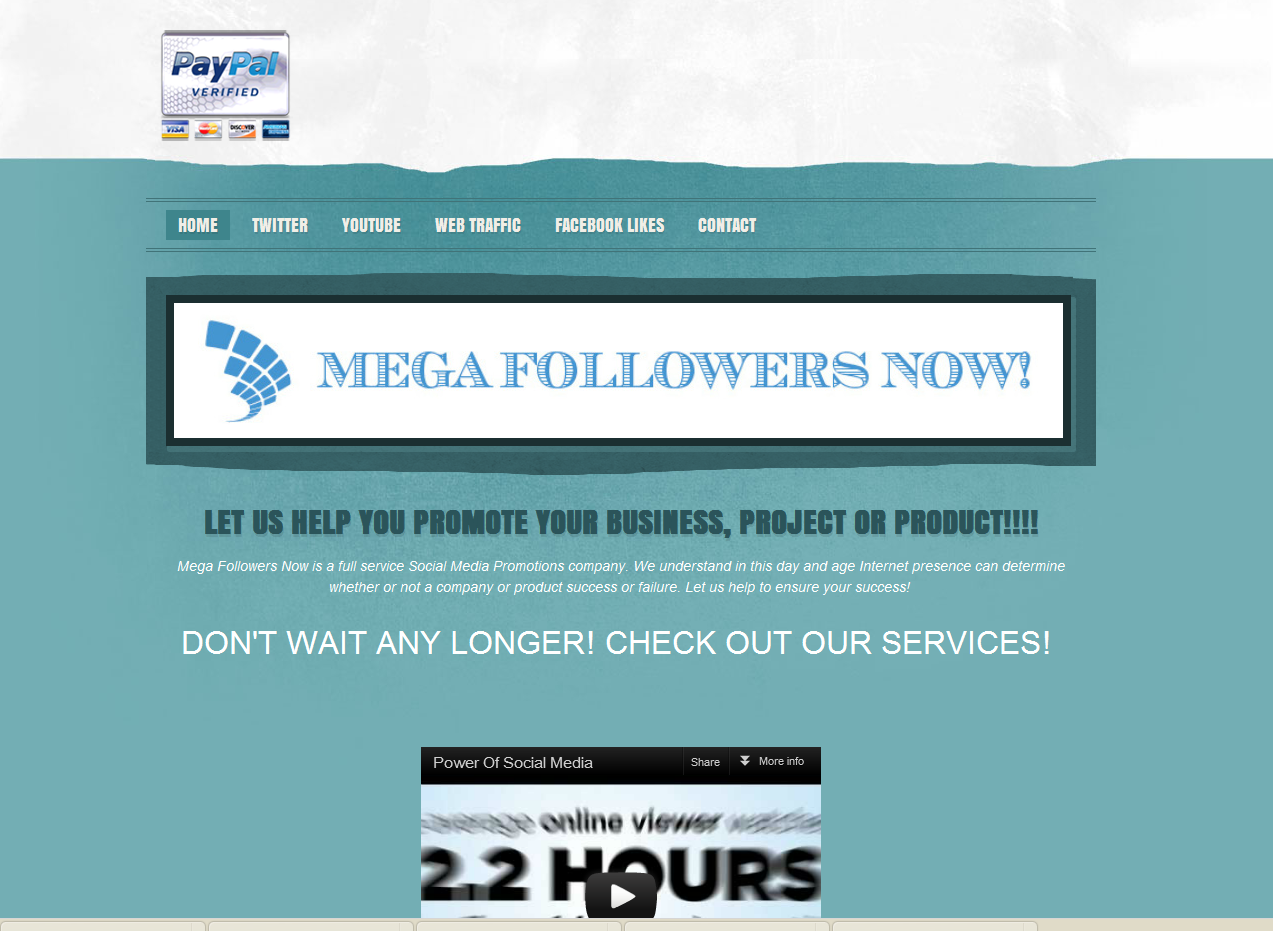 PayPal
VERIFIED
VISA DISCOVER
HOME TWITTER YOUTUBE WEB TRAFFIC FACEBOOK LIKES CONTACT
MEGA FOLLOWERS NOW!
LET US HELP YOU PROMOTE YOUR BUSINESS, PROJECT OR PRODUCT!!!!
Mega Followers Now is a full service Social Media Promotions company. We understand in this day and age Internet presence can determine
whether or not a company or product success or failure. Let us help to ensure your success!
DON'T WAIT ANY LONGER! CHECK OUT OUR SERVICES!
Power Of Social Media Share More info
average online viewer watches
2.2 HOURS